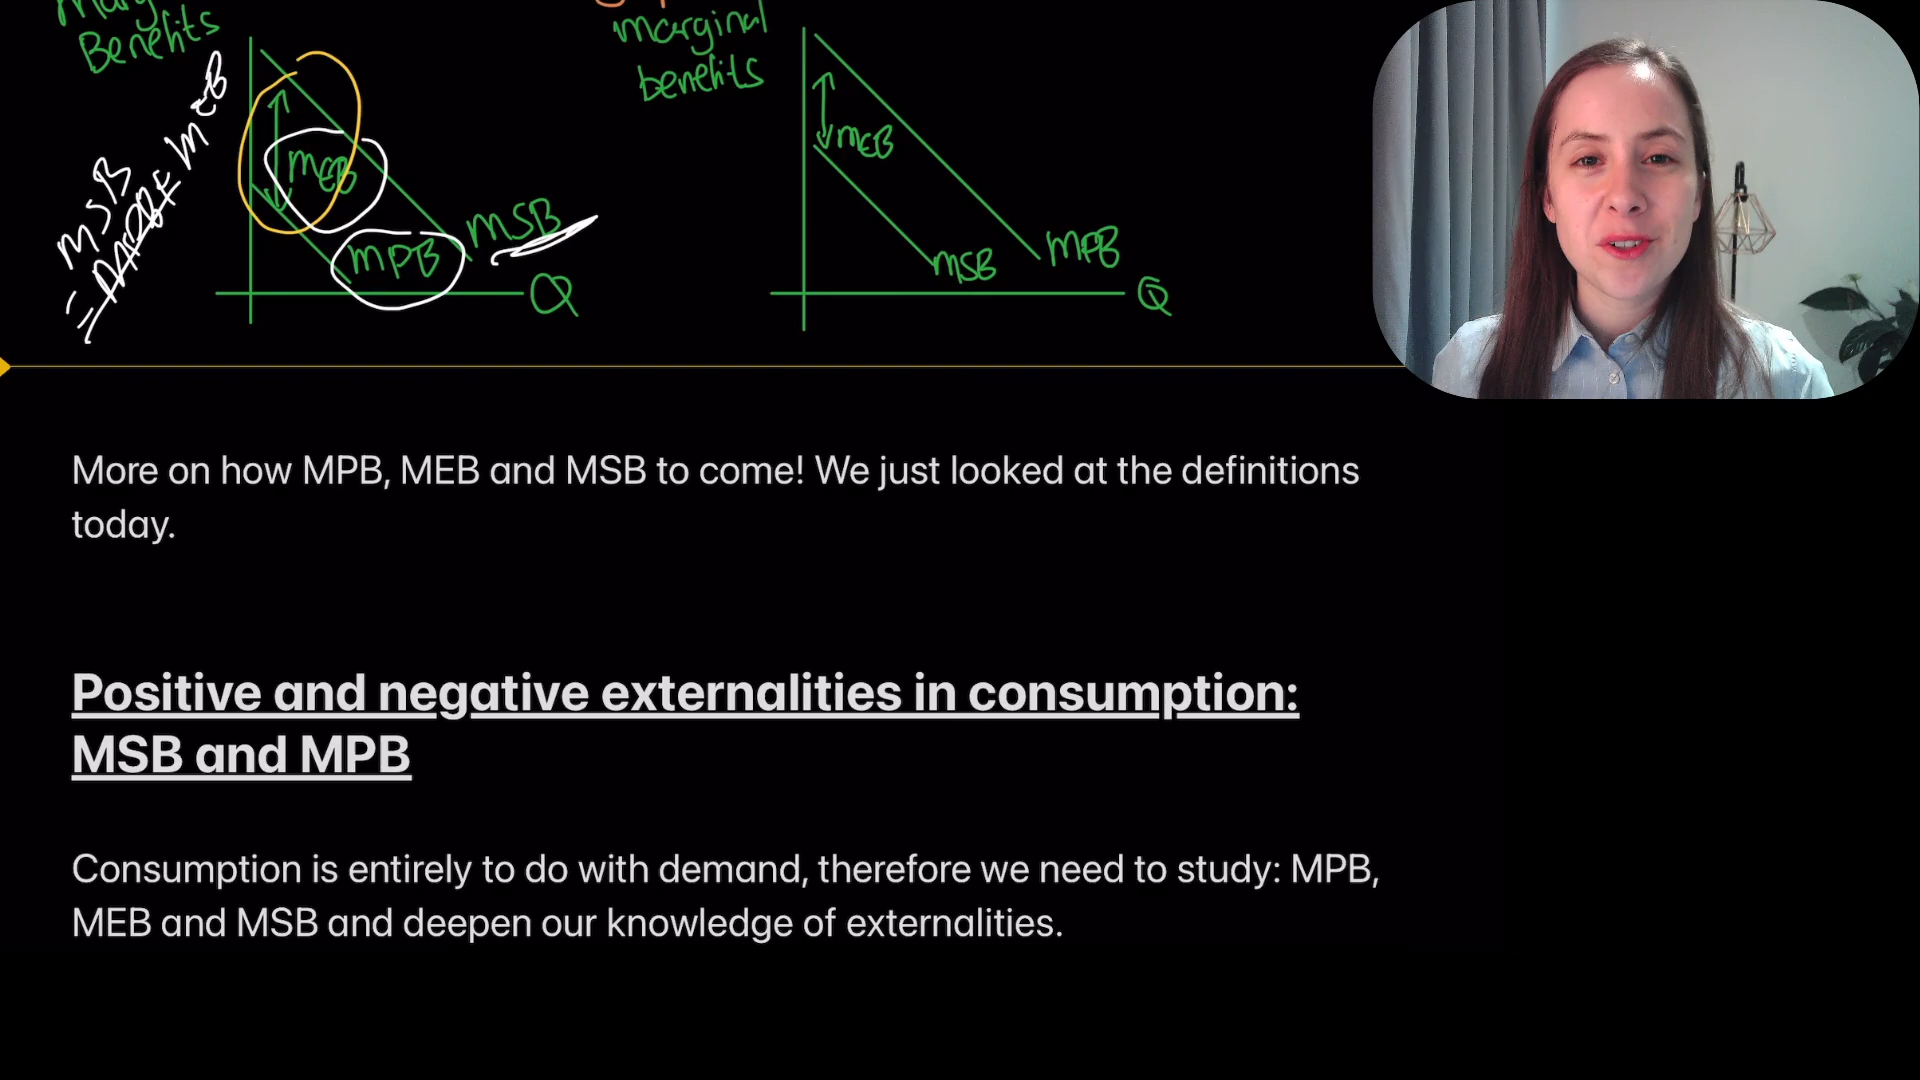 Benefits
marginal
benefits
MSB
MEB
MEB
MPB
MSB
Q
MEB
MSB
MPB
Q
More on how MPB, MEB and MSB to come! We just looked at the definitions
today.
Positive and negative externalities in consumption:
MSB and MPB
Consumption is entirely to do with demand, therefore we need to study: MPB,
MEB and MSB and deepen our knowledge of externalities.